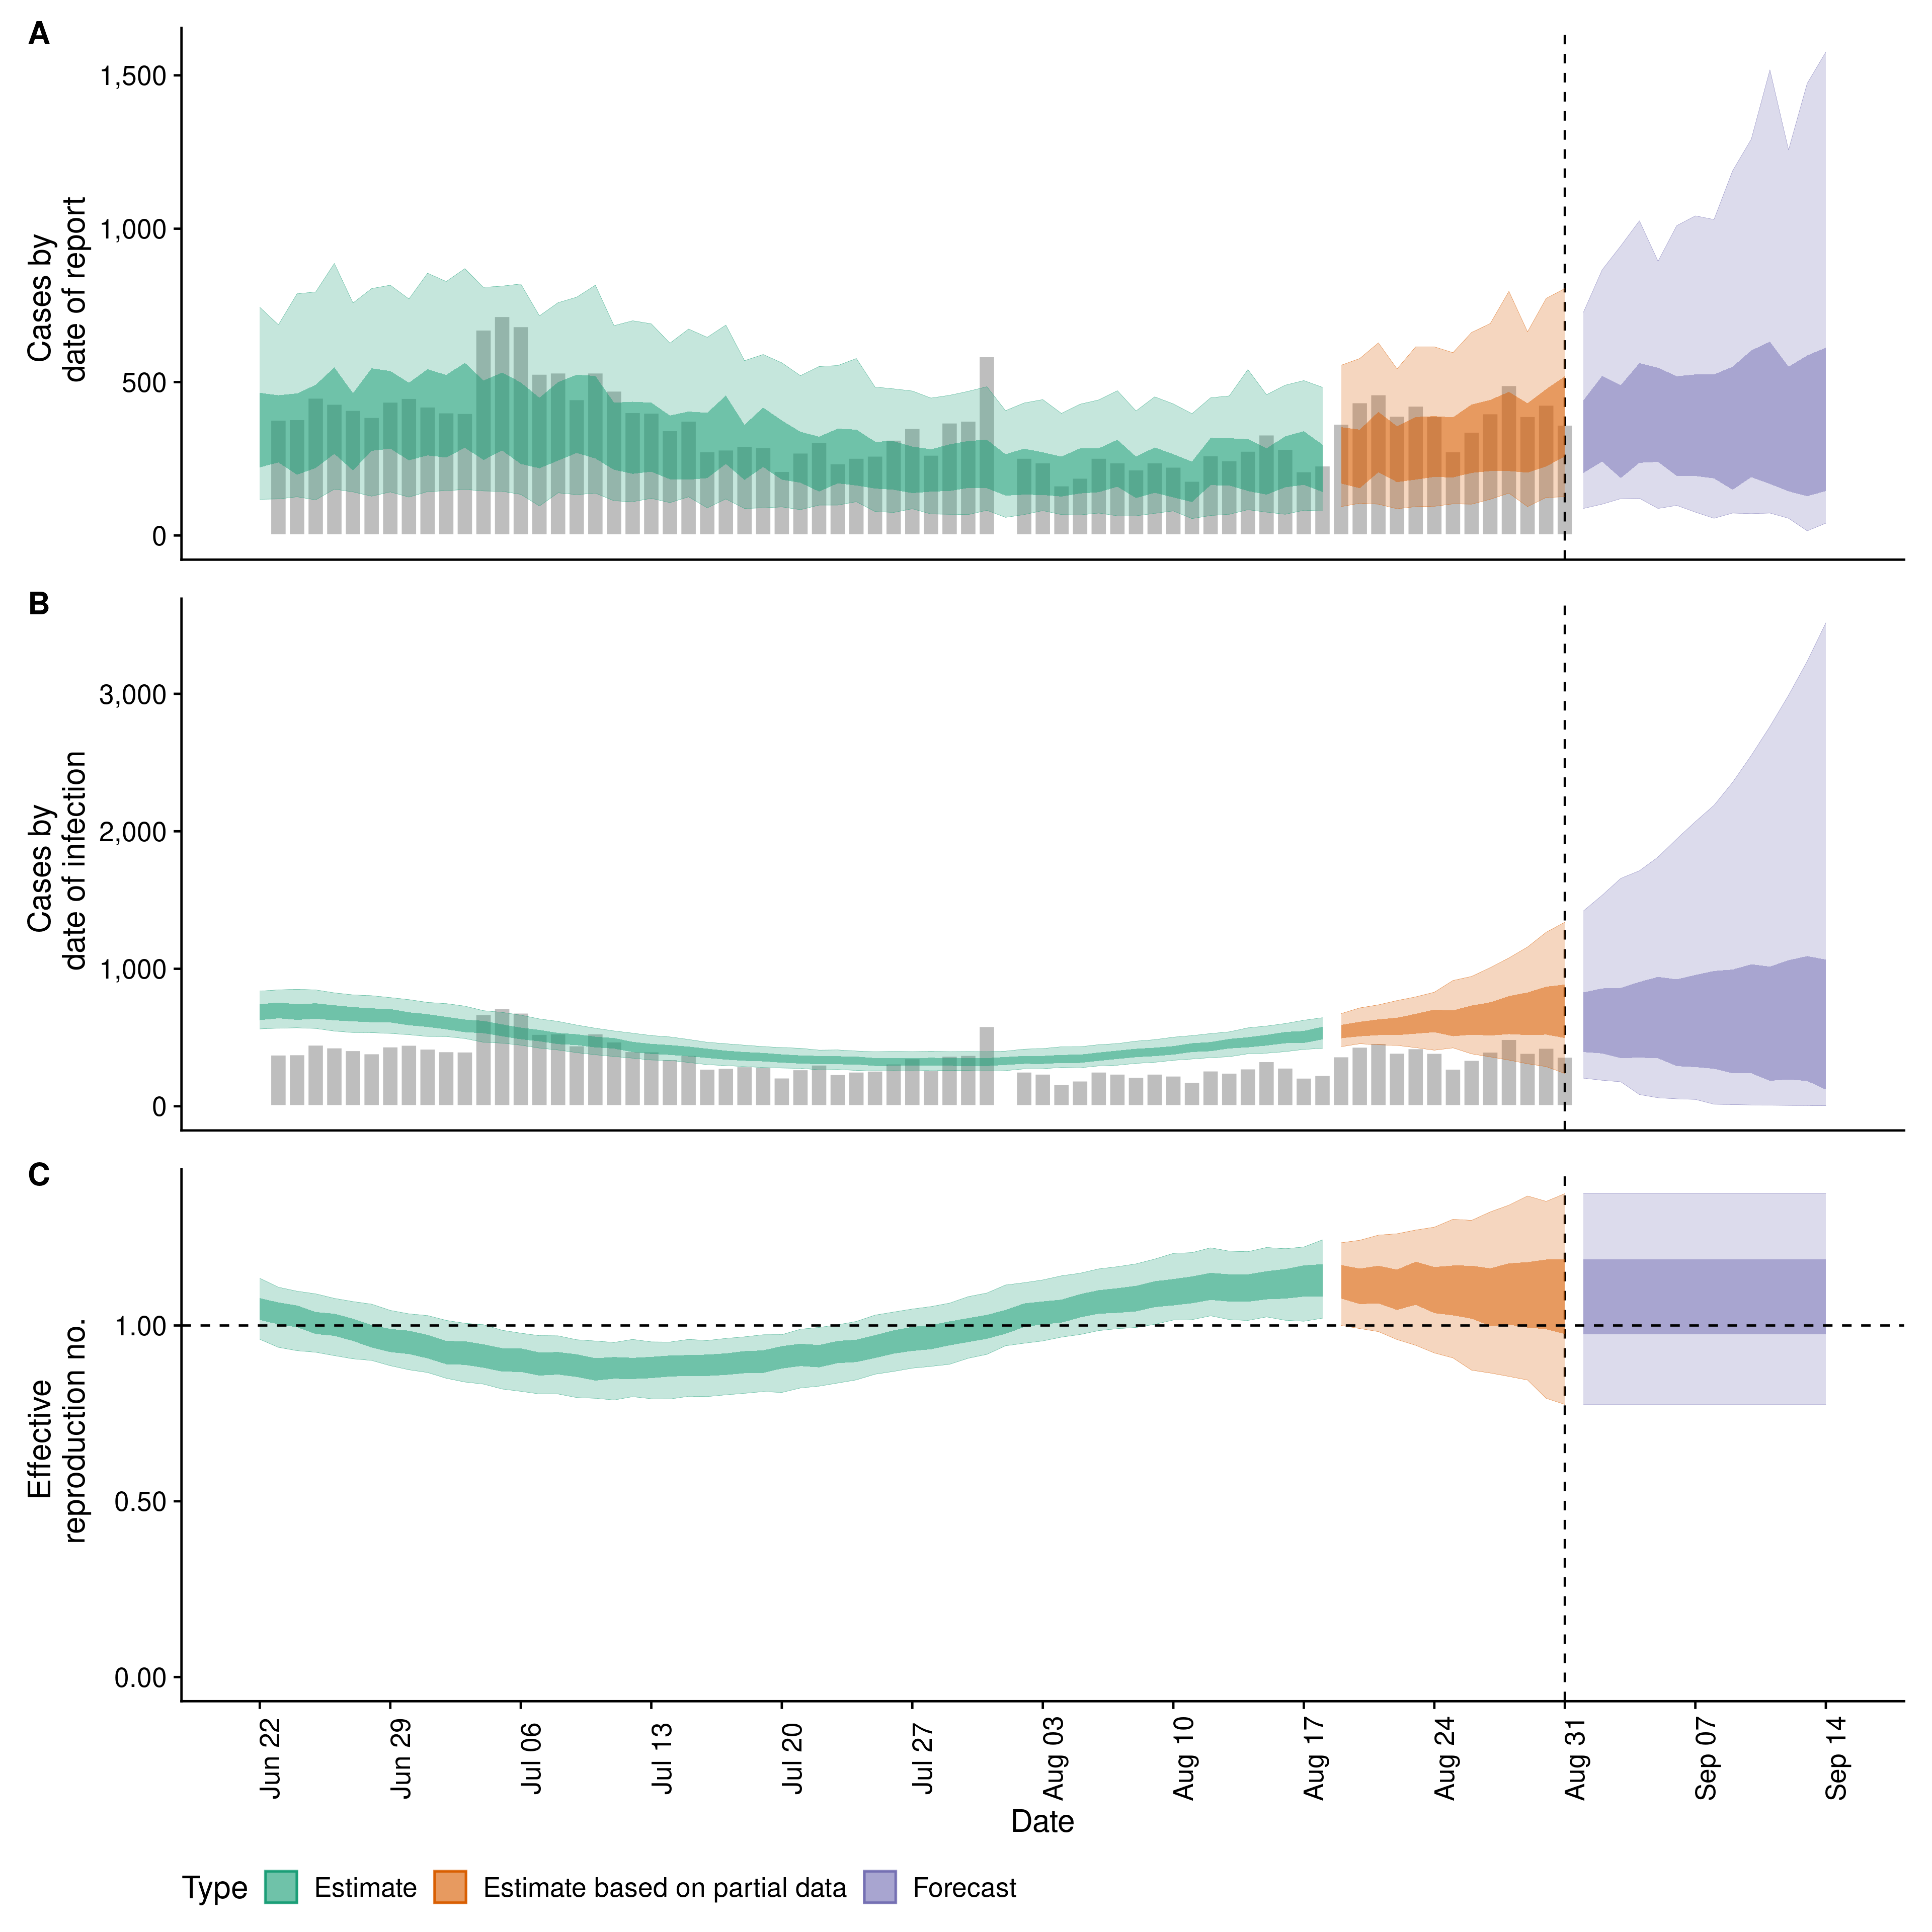 A
Cases by
date of report
1,500
1,000
500
0
B
Cases by
date of infection
3,000
2,000
1,000
0
C
Effective
reproduction no.
1.00
0.50
0.00
Jun 22
Jun 29
Jul 06
Jul 13
Jul 20
Jul 27
Aug 03
Aug 10
Aug 17
Aug 24
Aug 31
Sep 07
Sep 14
Date
Type Estimate Estimate based on partial data Forecast